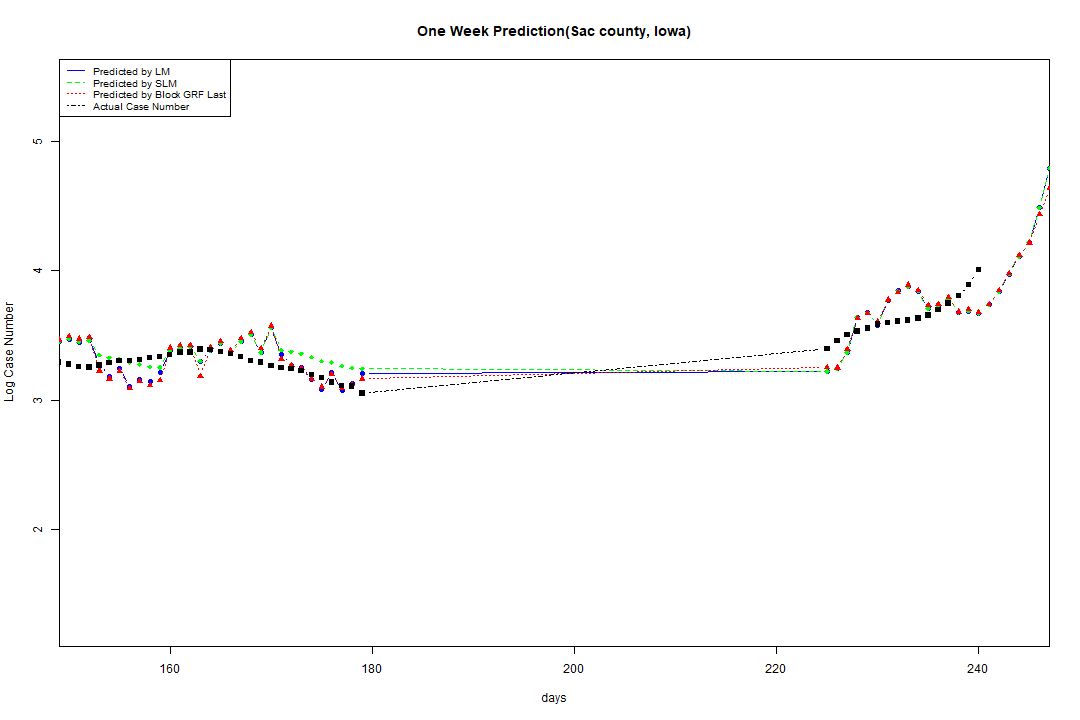 One Week Prediction(Sac county, Iowa)
Predicted by LM
Predicted by SLM
Predicted by Block GRF Last
Actual Case Number
Log Case Number
5
4
3
2
160 180 200 220 240
days